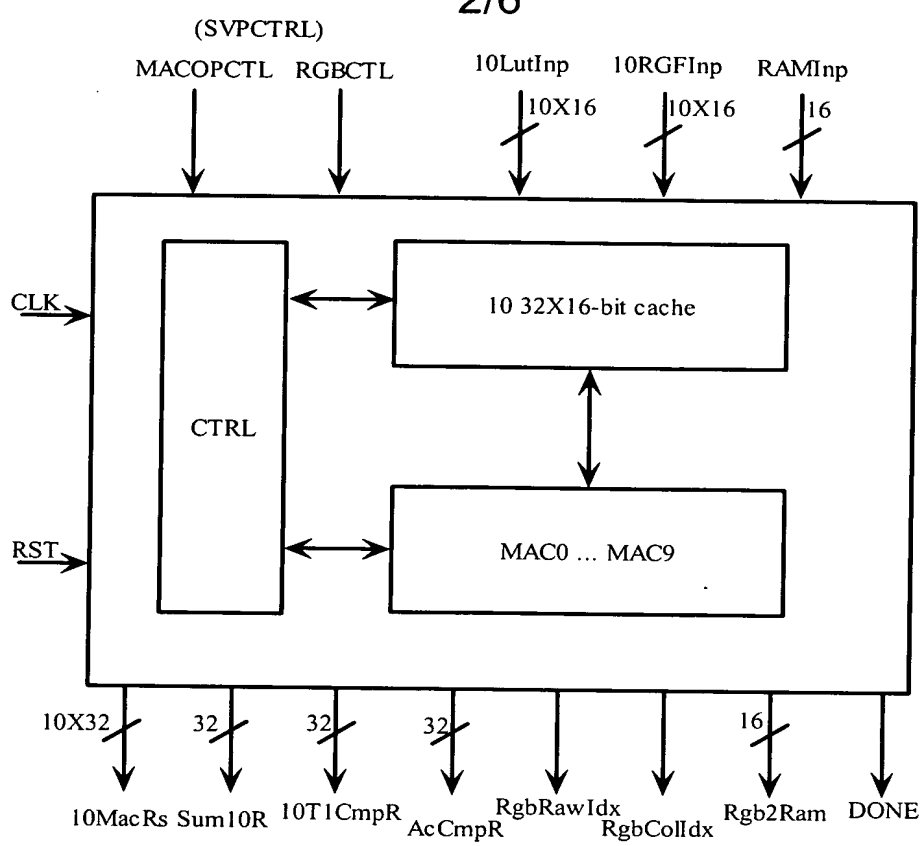 2/6
(SVPCTRL)
MACOPCTL RGBCTL 10LutInp 10RGFInp RAMInp
10X16 10X16 16
CLK
10 32X16-bit cache
CTRL
RST
MAC0 ... MAC9
10X32 32 32 32 16
10MacRs Sum10R 10T1CmpR AcCmpR RgbRawIdx RgbColIdx Rgb2Ram DONE